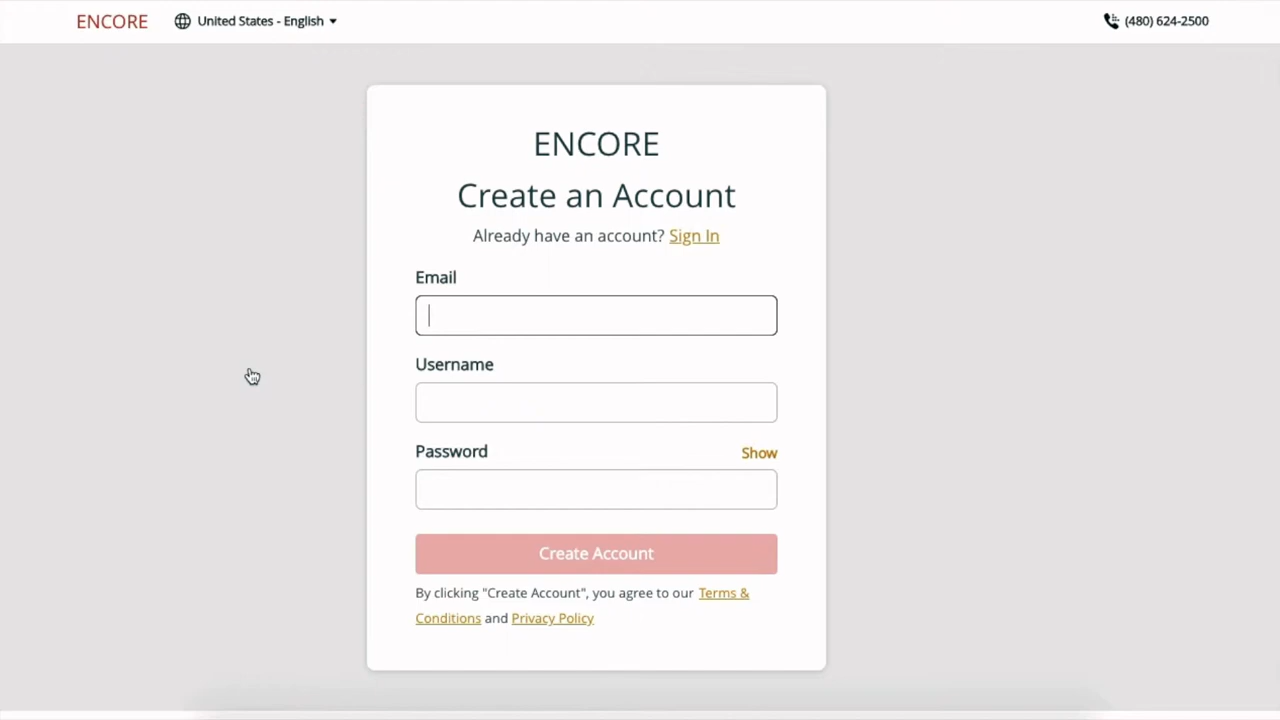 ENCORE United States - English (480) 624-2500
ENCORE
Create an Account
Already have an account? Sign In
Email
Username
Password Show
Create Account
By clicking "Create Account", you agree to our Terms &
Conditions and Privacy Policy